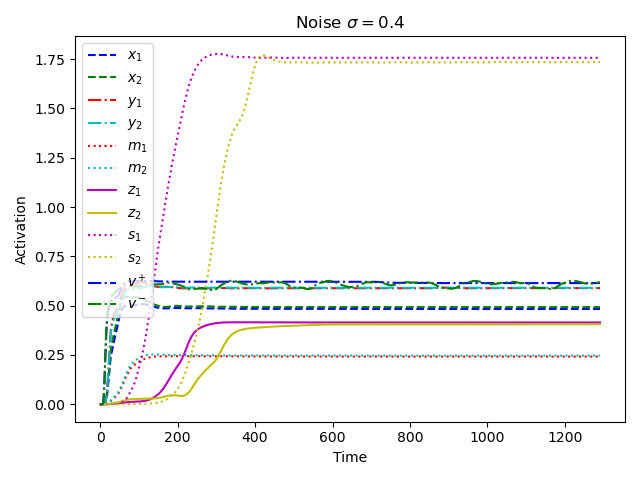 Noise σ = 0.4
Activation
1.75
1.50
1.25
1.00
0.75
0.50
0.25
0.00
x₁
x₂
y₁
y₂
m₁
m₂
z₁
z₂
s₁
s₂
v⁺
v⁻
0 200 400 600 800 1000 1200
Time